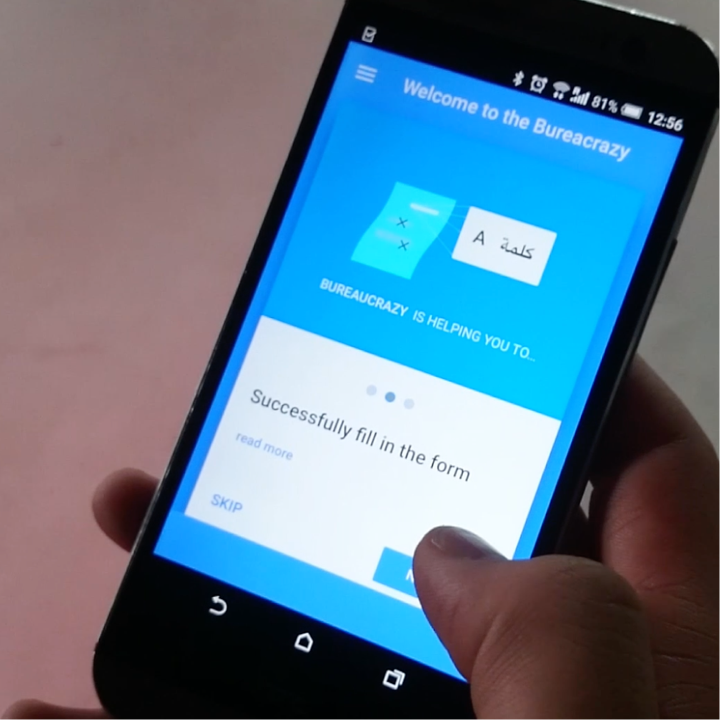 81% 12:56
Welcome to the Bureacrazy
A كلمة
BUREAUCRAZY IS HELPING YOU TO...
Successfully fill in the form
read more
SKIP